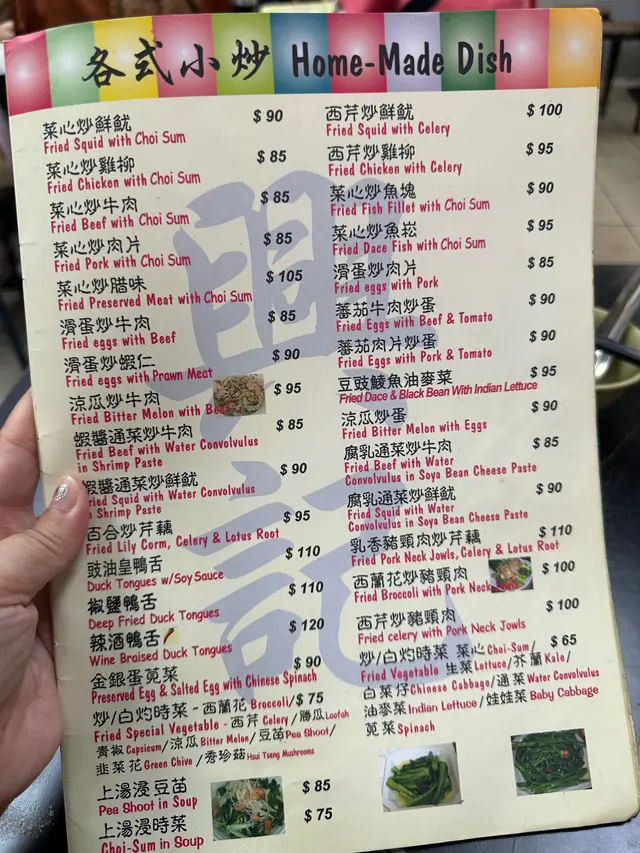 各式小炒 Home-Made Dish
菜心炒鮮魷 $ 90
Fried Squid with Choi Sum
菜心炒雞柳 $ 85
Fried Chicken with Choi Sum
菜心炒牛肉 $ 85
Fried Beef with Choi Sum
菜心炒肉片 $ 85
Fried Pork with Choi Sum
菜心炒腊味 $ 105
Fried Preserved Meat with Choi Sum
滑蛋炒牛肉 $ 85
Fried eggs with Beef
滑蛋炒蝦仁 $ 90
Fried eggs with Prawn Meat
涼瓜炒牛肉 $ 95
Fried Bitter Melon with Beef
蝦醬通菜炒牛肉 $ 85
Fried Beef with Water Convolvulus
in Shrimp Paste
蝦醬通菜炒鮮魷 $ 90
Fried Squid with Water Convolvulus
in Shrimp Paste
百合炒芹藕 $ 95
Fried Lily Corm, Celery & Lotus Root
豉油皇鴨舌 $ 110
Duck Tongues w/Soy Sauce
椒鹽鴨舌 $ 110
Deep Fried Duck Tongues
辣酒鴨舌 $ 120
Wine Braised Duck Tongues
金銀蛋莧菜 $ 90
Preserved Egg & Salted Egg with Chinese Spinach
炒/白灼時菜 - 西蘭花 Broccoli/ $ 75
Fried Special Vegetable - 西芹 Celery /勝瓜 Loofah
青椒 Capsicum/涼瓜 Bitter Melon/豆苗 Pea Shoot/
韭菜花 Green Chive /秀珍菇 Hsui Tseng Mushrooms
上湯浸豆苗 $ 85
Pea Shoot in Soup
上湯浸時菜 $ 75
Choi-Sum in Soup
西芹炒鮮魷 $ 100
Fried Squid with Celery
西芹炒雞柳 $ 95
Fried Chicken with Celery
菜心炒魚塊 $ 90
Fried Fish Fillet with Choi Sum
菜心炒魚崧 $ 95
Fried Dace Fish with Choi Sum
滑蛋炒肉片 $ 85
Fried eggs with Pork
蕃茄牛肉炒蛋 $ 90
Fried Eggs with Beef & Tomato
蕃茄肉片炒蛋 $ 90
Fried Eggs with Pork & Tomato
豆豉鯪魚油麥菜 $ 95
Fried Dace & Black Bean With Indian Lettuce
涼瓜炒蛋 $ 90
Fried Bitter Melon with Eggs
腐乳通菜炒牛肉 $ 85
Fried Beef with Water
Convolvulus in Soya Bean Cheese Paste
腐乳通菜炒鮮魷 $ 90
Fried Squid with Water
Convolvulus in Soya Bean Cheese Paste
乳香豬頸肉炒芹藕 $ 110
Fried Pork Neck Jowls, Celery & Lotus Root
西蘭花炒豬頸肉 $ 100
Fried Broccoli with Pork Neck
西芹炒豬頸肉 $ 100
Fried celery with Pork Neck Jowls
炒/白灼時菜 菜心 Choi-Sum/ $ 65
Fried Vegetable 生菜 Lettuce/芥蘭 Kale/
白菜仔 Chinese Cabbage/通菜 Water Convolvulus
油麥菜 Indian Lettuce/娃娃菜 Baby Cabbage
莧菜 Spinach
興
記